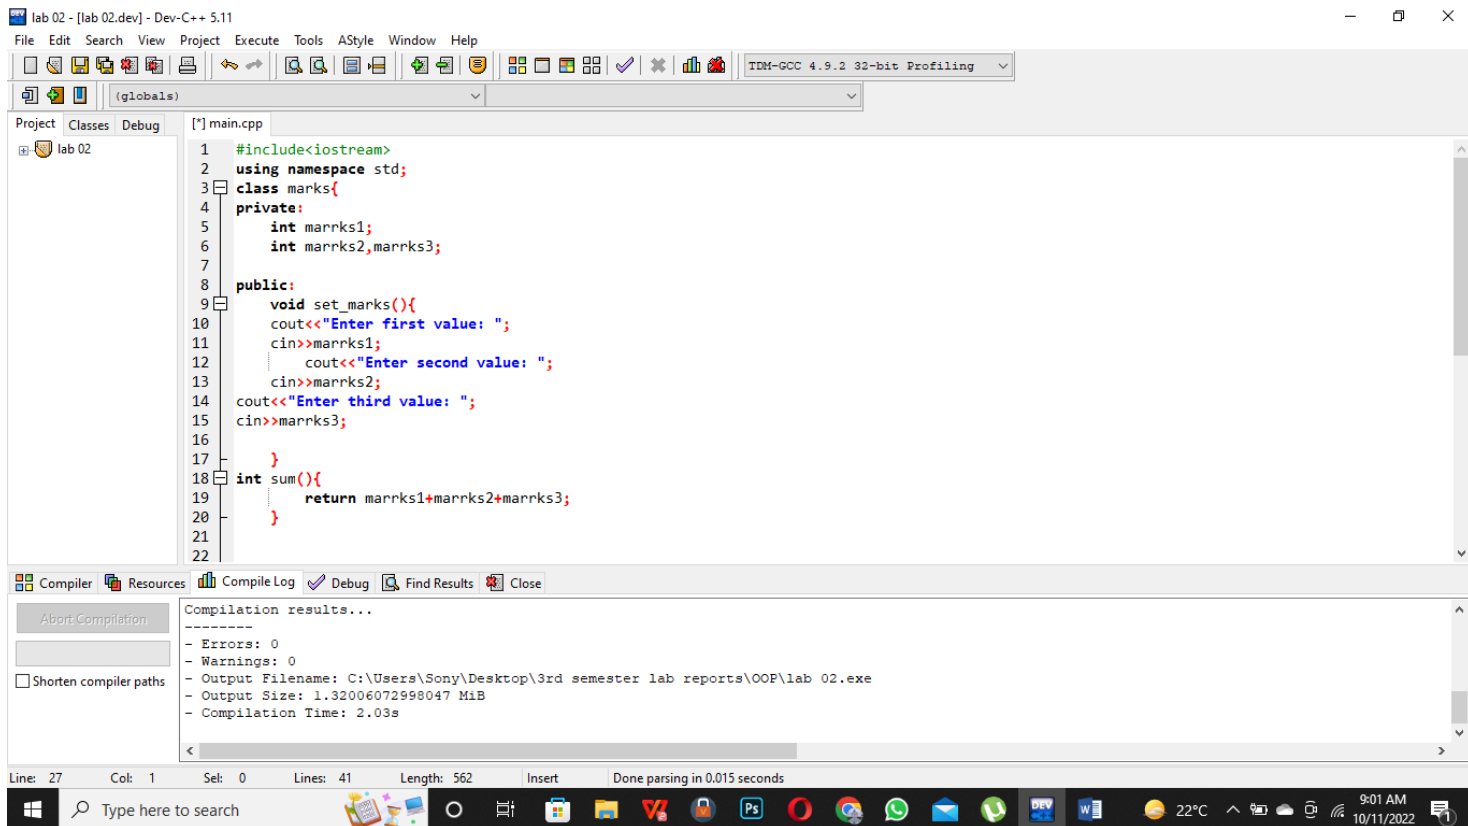 lab 02 - [lab 02.dev] - Dev-C++ 5.11
File Edit Search View Project Execute Tools AStyle Window Help
TDM-GCC 4.9.2 32-bit Profiling
(globals)
Project Classes Debug [*] main.cpp
lab 02
1 #include<iostream>
2 using namespace std;
3 class marks{
4 private:
5 int marrks1;
6 int marrks2,marrks3;
7
8 public:
9 void set_marks(){
10 cout<<"Enter first value: ";
11 cin>>marrks1;
12 cout<<"Enter second value: ";
13 cin>>marrks2;
14 cout<<"Enter third value: ";
15 cin>>marrks3;
16
17 }
18 int sum(){
19 return marrks1+marrks2+marrks3;
20 }
21
22
Compiler Resources Compile Log Debug Find Results Close
Abort Compilation
Shorten compiler paths
Compilation results...
--------
- Errors: 0
- Warnings: 0
- Output Filename: C:\Users\Sony\Desktop\3rd semester lab reports\OOP\lab 02.exe
- Output Size: 1.32006072998047 MiB
- Compilation Time: 2.03s
Line: 27 Col: 1 Sel: 0 Lines: 41 Length: 562 Insert Done parsing in 0.015 seconds
Type here to search
Ps
DEV
W
22°C
9:01 AM
10/11/2022
1